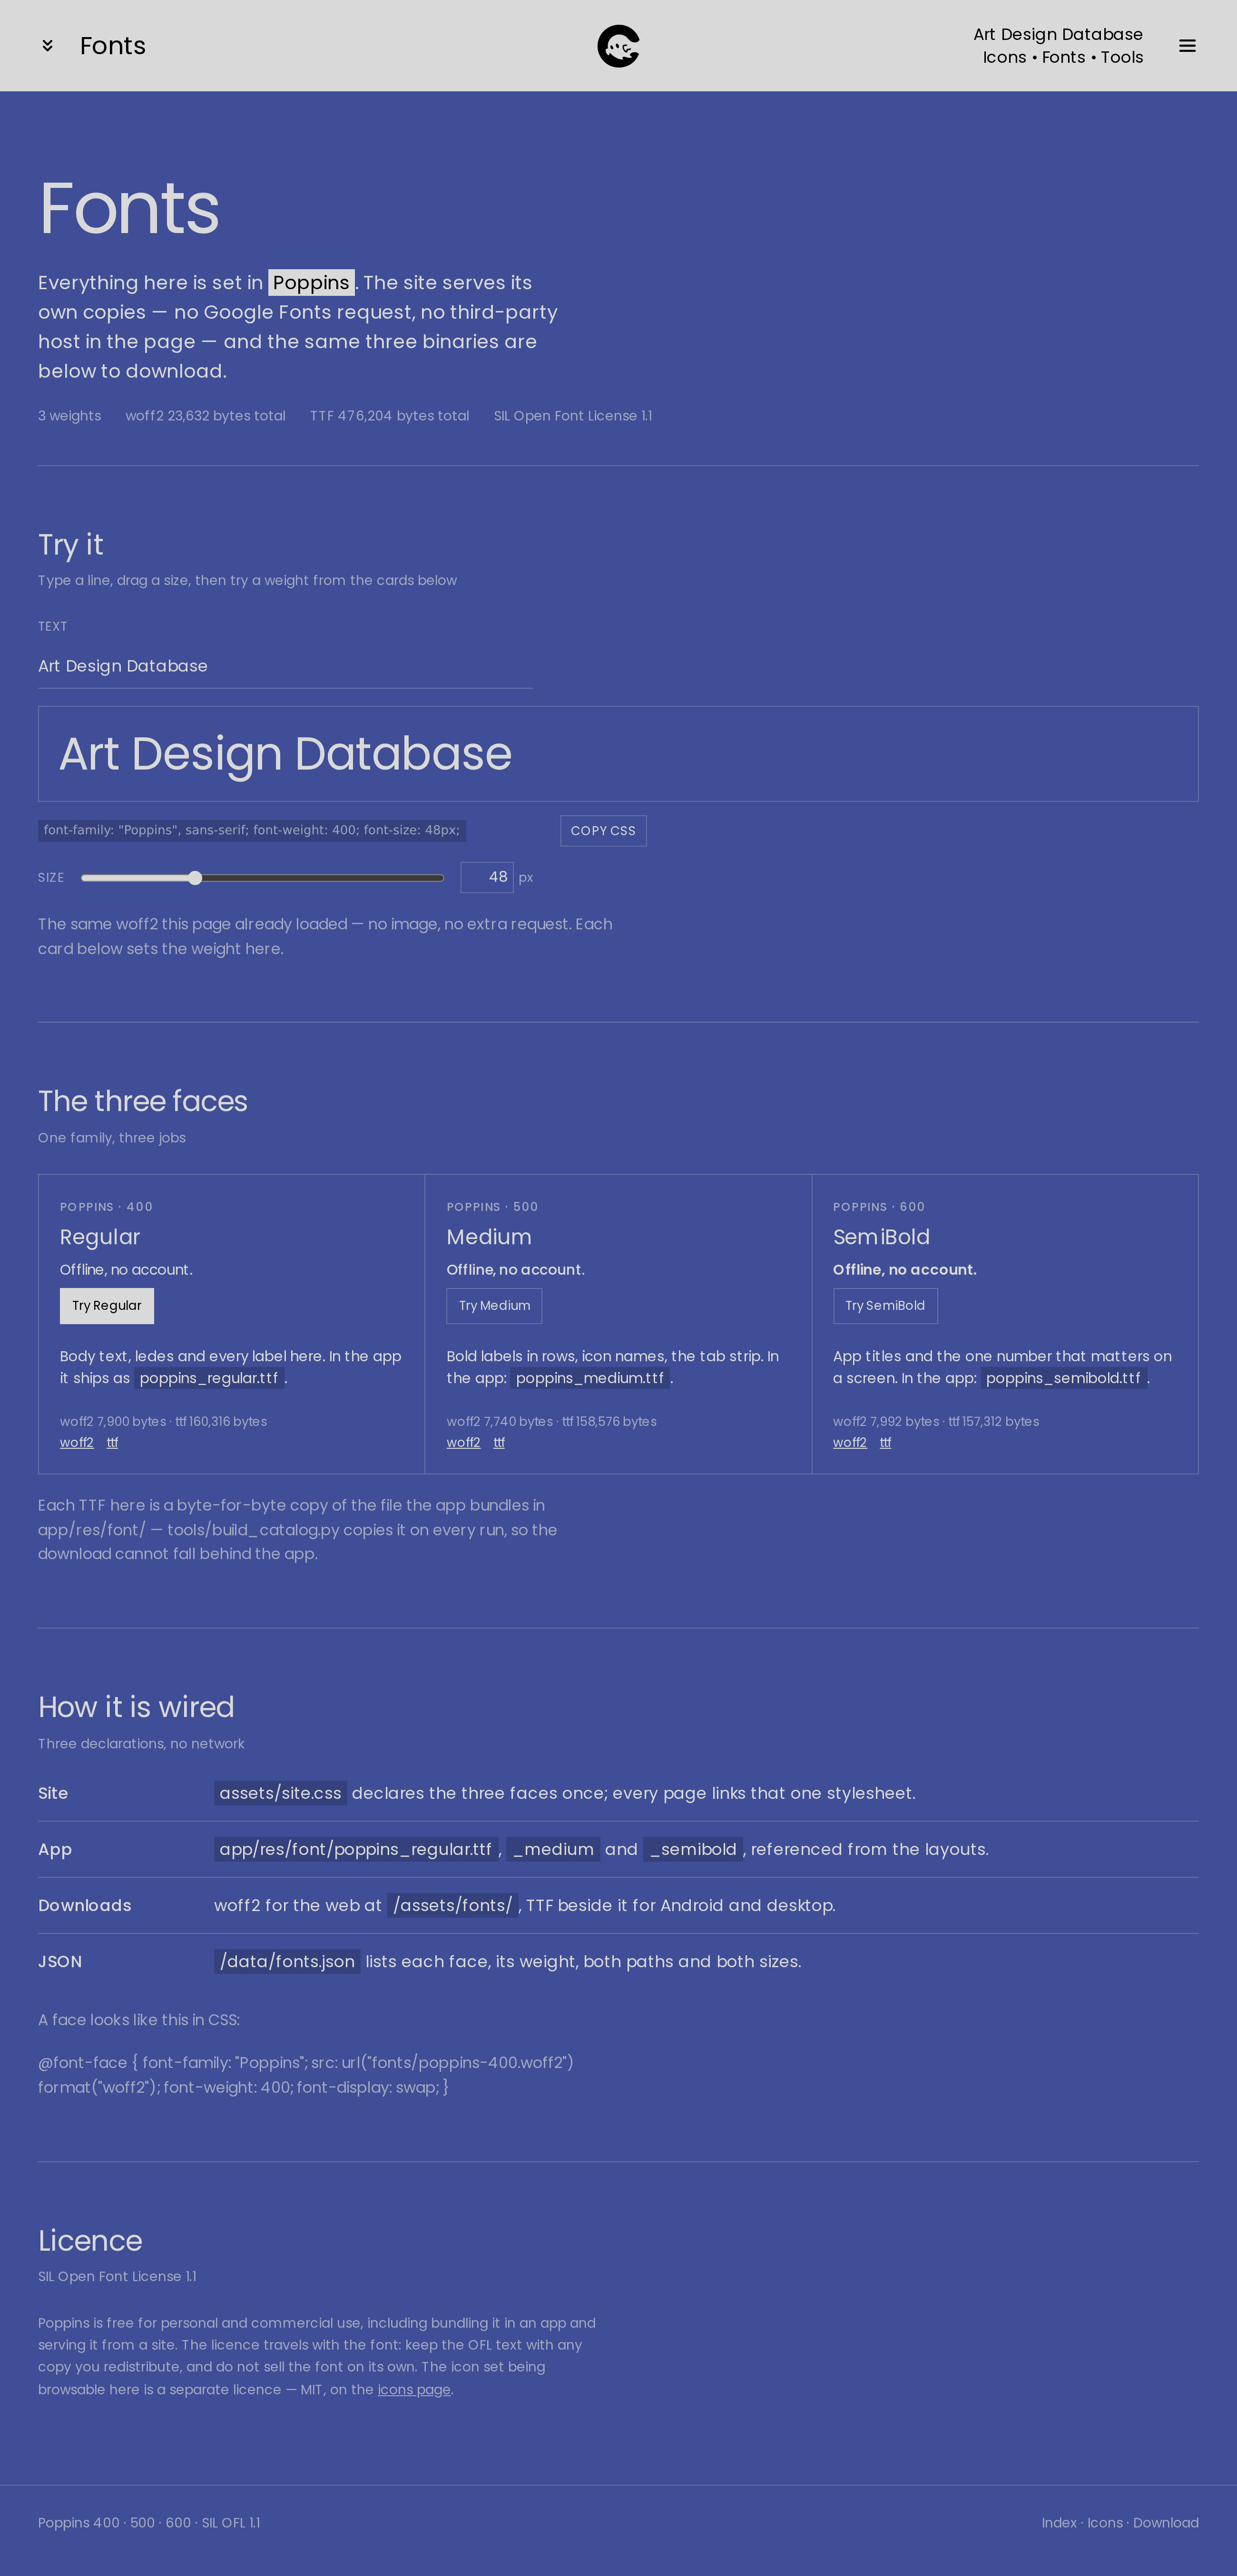 Fonts
Art Design Database
Icons • Fonts • Tools
Fonts
Everything here is set in Poppins. The site serves its
own copies — no Google Fonts request, no third-party
host in the page — and the same three binaries are
below to download.
3 weights woff2 23,632 bytes total TTF 476,204 bytes total SIL Open Font License 1.1
Try it
Type a line, drag a size, then try a weight from the cards below
TEXT
Art Design Database
Art Design Database
font-family: "Poppins", sans-serif; font-weight: 400; font-size: 48px;
COPY CSS
SIZE 48 px
The same woff2 this page already loaded — no image, no extra request. Each
card below sets the weight here.
The three faces
One family, three jobs
POPPINS · 400
Regular
Offline, no account.
Try Regular
Body text, ledes and every label here. In the app
it ships as poppins_regular.ttf.
woff2 7,900 bytes · ttf 160,316 bytes
woff2 ttf
POPPINS · 500
Medium
Offline, no account.
Try Medium
Bold labels in rows, icon names, the tab strip. In
the app: poppins_medium.ttf.
woff2 7,740 bytes · ttf 158,576 bytes
woff2 ttf
POPPINS · 600
SemiBold
Offline, no account.
Try SemiBold
App titles and the one number that matters on
a screen. In the app: poppins_semibold.ttf.
woff2 7,992 bytes · ttf 157,312 bytes
woff2 ttf
Each TTF here is a byte-for-byte copy of the file the app bundles in
app/res/font/ — tools/build_catalog.py copies it on every run, so the
download cannot fall behind the app.
How it is wired
Three declarations, no network
Site assets/site.css declares the three faces once; every page links that one stylesheet.
App app/res/font/poppins_regular.ttf, _medium and _semibold, referenced from the layouts.
Downloads woff2 for the web at /assets/fonts/, TTF beside it for Android and desktop.
JSON /data/fonts.json lists each face, its weight, both paths and both sizes.
A face looks like this in CSS:
@font-face { font-family: "Poppins"; src: url("fonts/poppins-400.woff2")
format("woff2"); font-weight: 400; font-display: swap; }
Licence
SIL Open Font License 1.1
Poppins is free for personal and commercial use, including bundling it in an app and
serving it from a site. The licence travels with the font: keep the OFL text with any
copy you redistribute, and do not sell the font on its own. The icon set being
browsable here is a separate licence — MIT, on the icons page.
Poppins 400 · 500 · 600 · SIL OFL 1.1
Index · Icons · Download